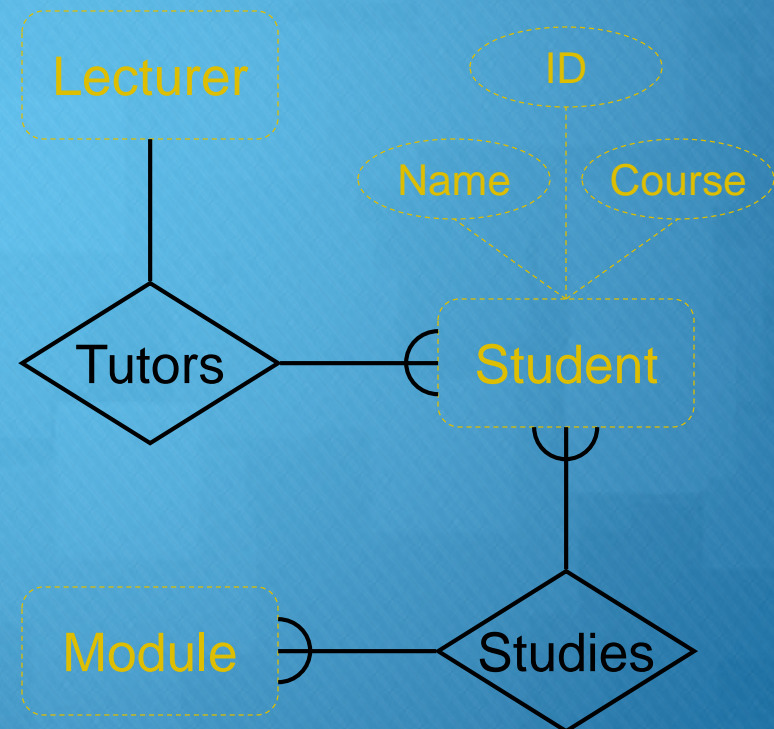 Lecturer
ID
Name
Course
Tutors
Student
Module
Studies